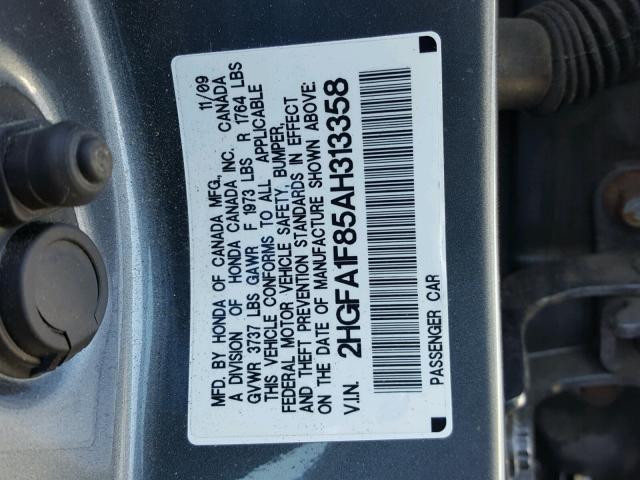 MFD. BY HONDA OF CANADA MFG., 11/09
A DIVISION OF HONDA CANADA INC. CANADA
GVWR 3737 LBS GAWR F 1973 LBS R 1764 LBS
THIS VEHICLE CONFORMS TO ALL APPLICABLE
FEDERAL MOTOR VEHICLE SAFETY, BUMPER,
AND THEFT PREVENTION STANDARDS IN EFFECT
ON THE DATE OF MANUFACTURE SHOWN ABOVE.
V.I.N. 2HGFA1F85AH313358
PASSENGER CAR